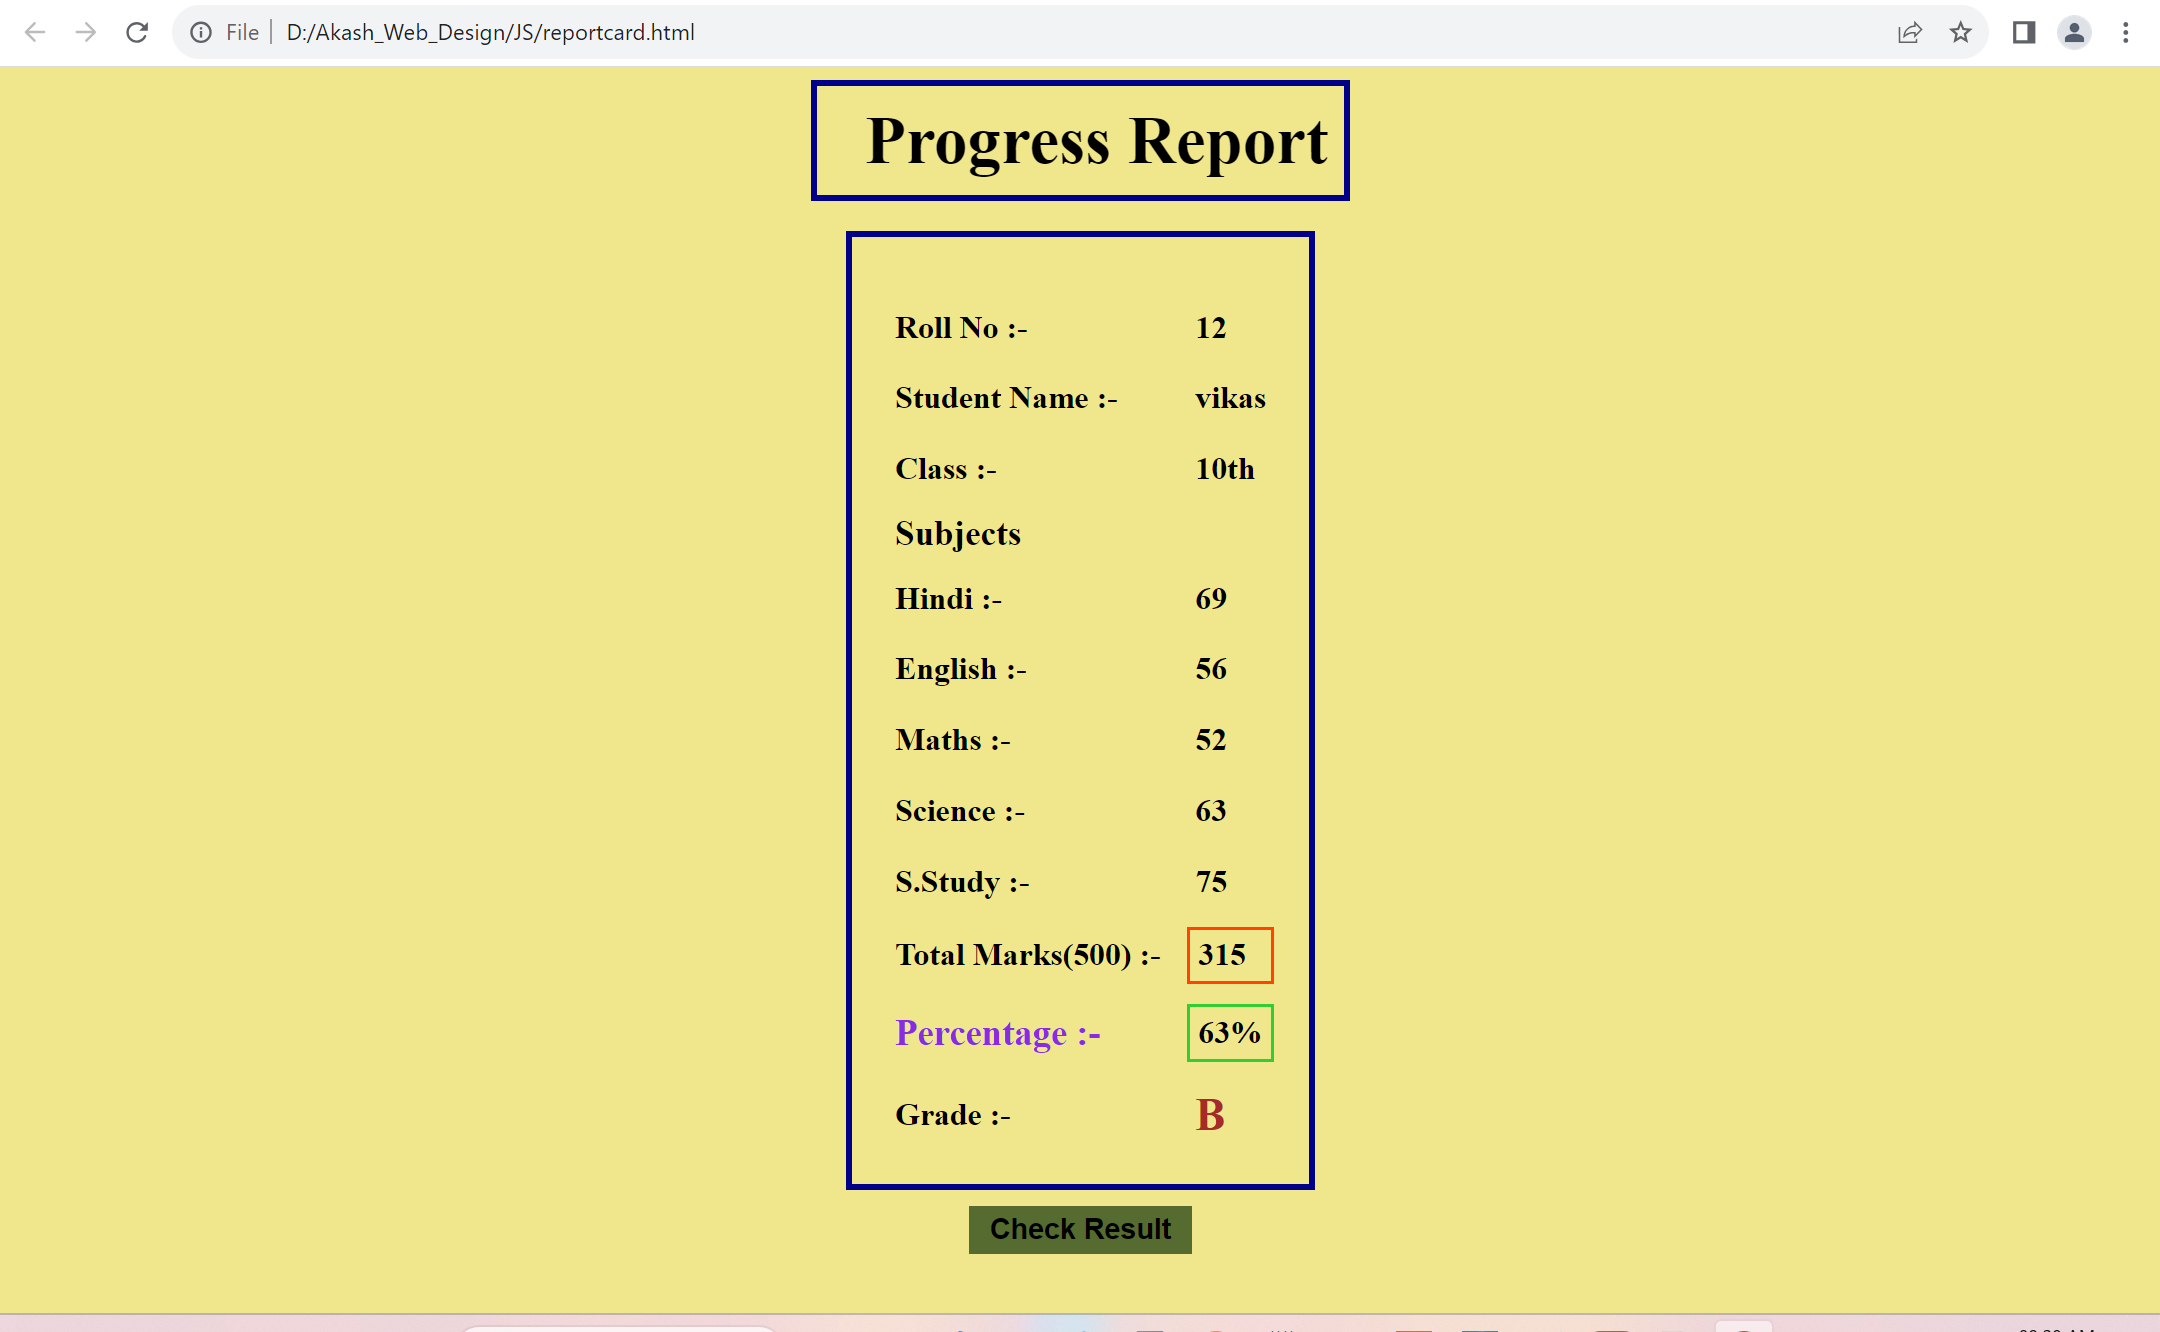 File D:/Akash_Web_Design/JS/reportcard.html
Progress Report
Roll No :- 12
Student Name :- vikas
Class :- 10th
Subjects
Hindi :- 69
English :- 56
Maths :- 52
Science :- 63
S.Study :- 75
Total Marks(500) :- 315
Percentage :- 63%
Grade :- B
Check Result